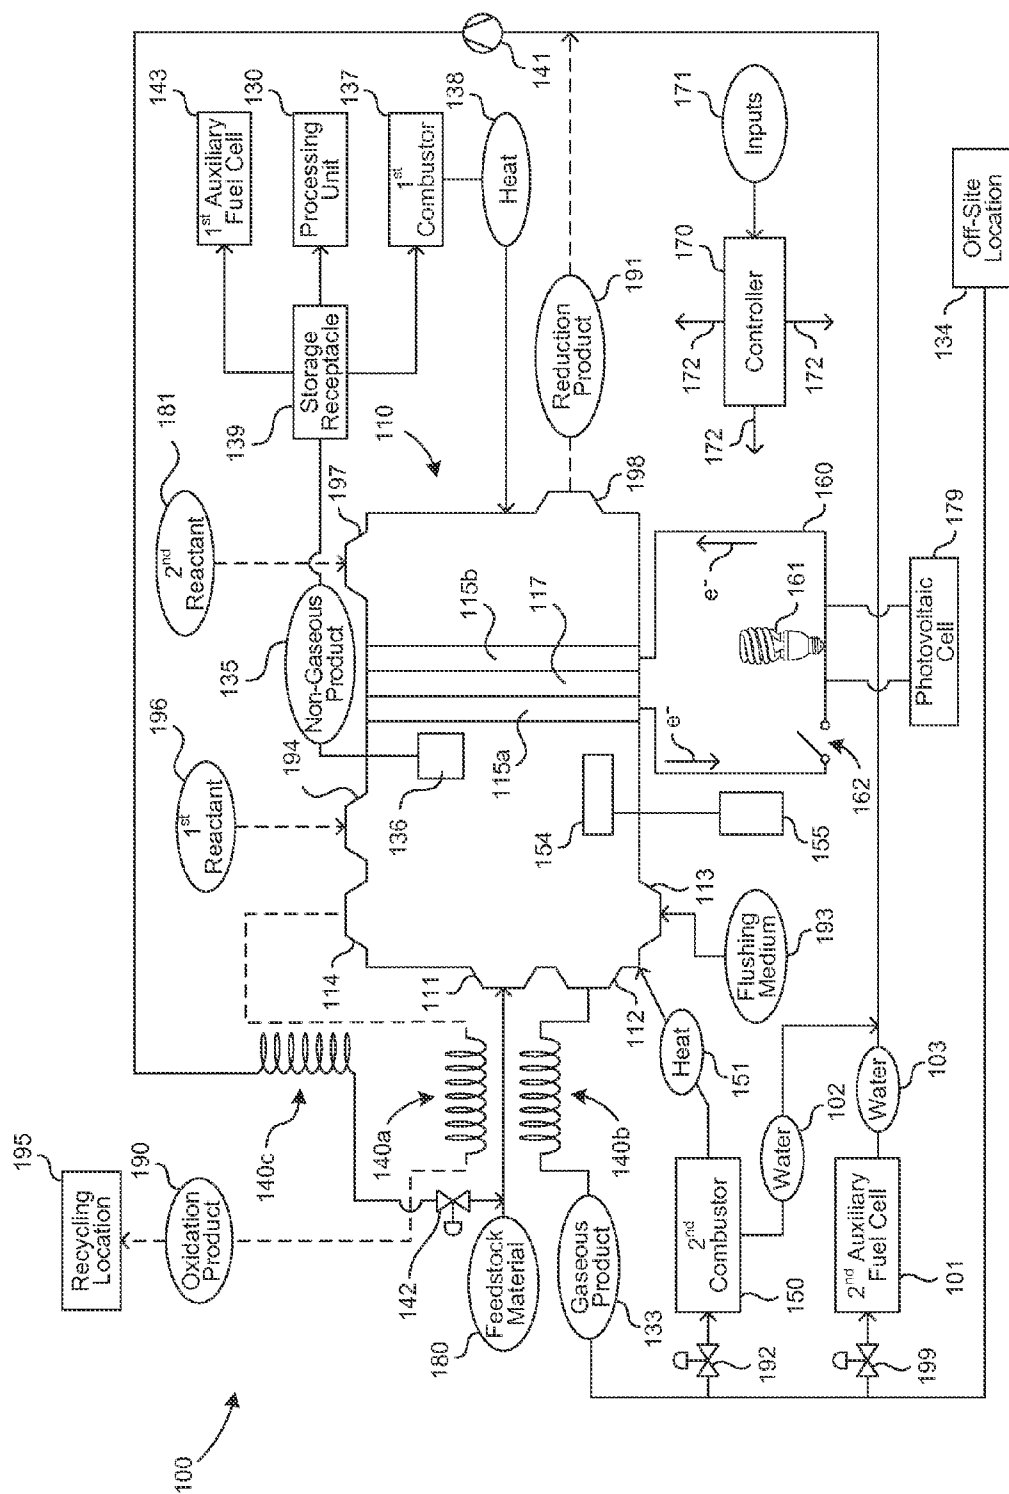 100
195
Recycling
Location
190
Oxidation
Product
140c
142
180
Feedstock
Material
140a
140b
Gaseous
Product
133
2nd
Combustor
150
192
2nd Auxiliary
Fuel Cell
101
199
Heat
151
Water
102
Water
103
114
111
112
113
Flushing
Medium
193
196
1st
Reactant
194
136
154
155
115a
115b
117
135
Non-Gaseous
Product
181
2nd
Reactant
197
139
Storage
Receptacle
110
143
1st Auxiliary
Fuel Cell
130
Processing
Unit
137
1st
Combustor
138
Heat
141
191
Reduction
Product
198
e-
e-
160
161
162
179
Photovoltaic
Cell
171
Inputs
170
Controller
172
172
172
134
Off-Site
Location